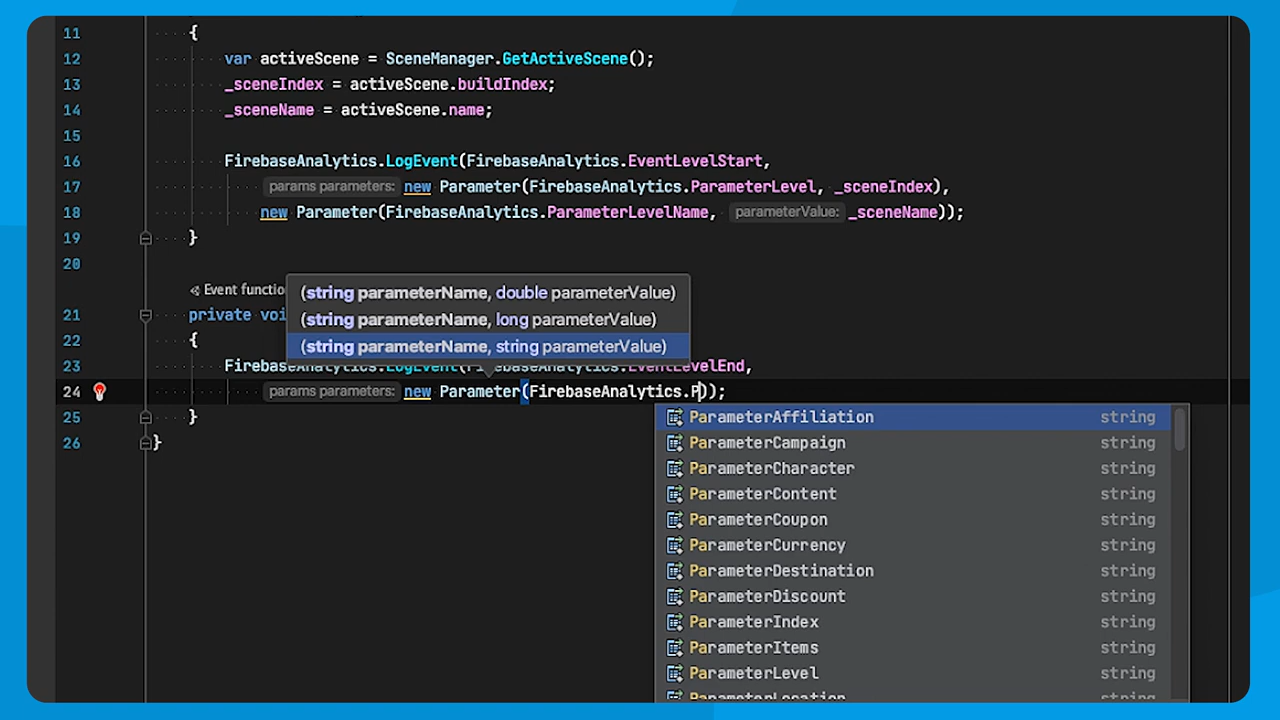 11 {
12 var activeScene = SceneManager.GetActiveScene();
13 _sceneIndex = activeScene.buildIndex;
14 _sceneName = activeScene.name;
15
16 FirebaseAnalytics.LogEvent(FirebaseAnalytics.EventLevelStart,
17 params parameters: new Parameter(FirebaseAnalytics.ParameterLevel, _sceneIndex),
18 new Parameter(FirebaseAnalytics.ParameterLevelName, parameterValue: _sceneName));
19 }
20
Event functio
(string parameterName, double parameterValue)
(string parameterName, long parameterValue)
(string parameterName, string parameterValue)
21 private voi
22 {
23 FirebaseAnalytics.LogEvent(FirebaseAnalytics.EventLevelEnd,
24 params parameters: new Parameter(FirebaseAnalytics.P));
25 }
26 }
ParameterAffiliation string
ParameterCampaign string
ParameterCharacter string
ParameterContent string
ParameterCoupon string
ParameterCurrency string
ParameterDestination string
ParameterDiscount string
ParameterIndex string
ParameterItems string
ParameterLevel string
ParameterLocation string